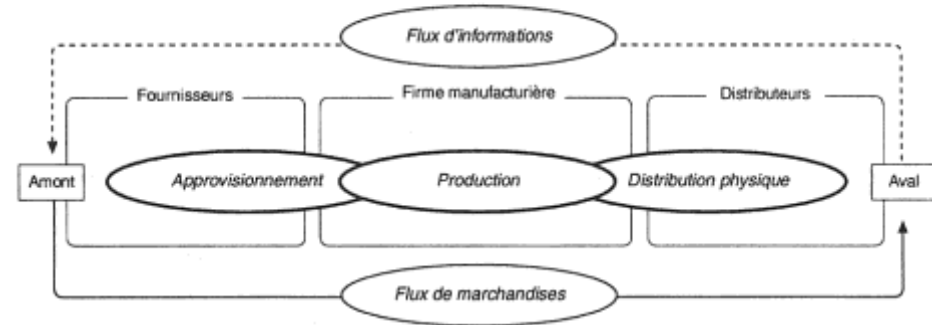 Flux d'informations
Fournisseurs
Firme manufacturière
Distributeurs
Amont
Approvisionnement
Production
Distribution physique
Aval
Flux de marchandises